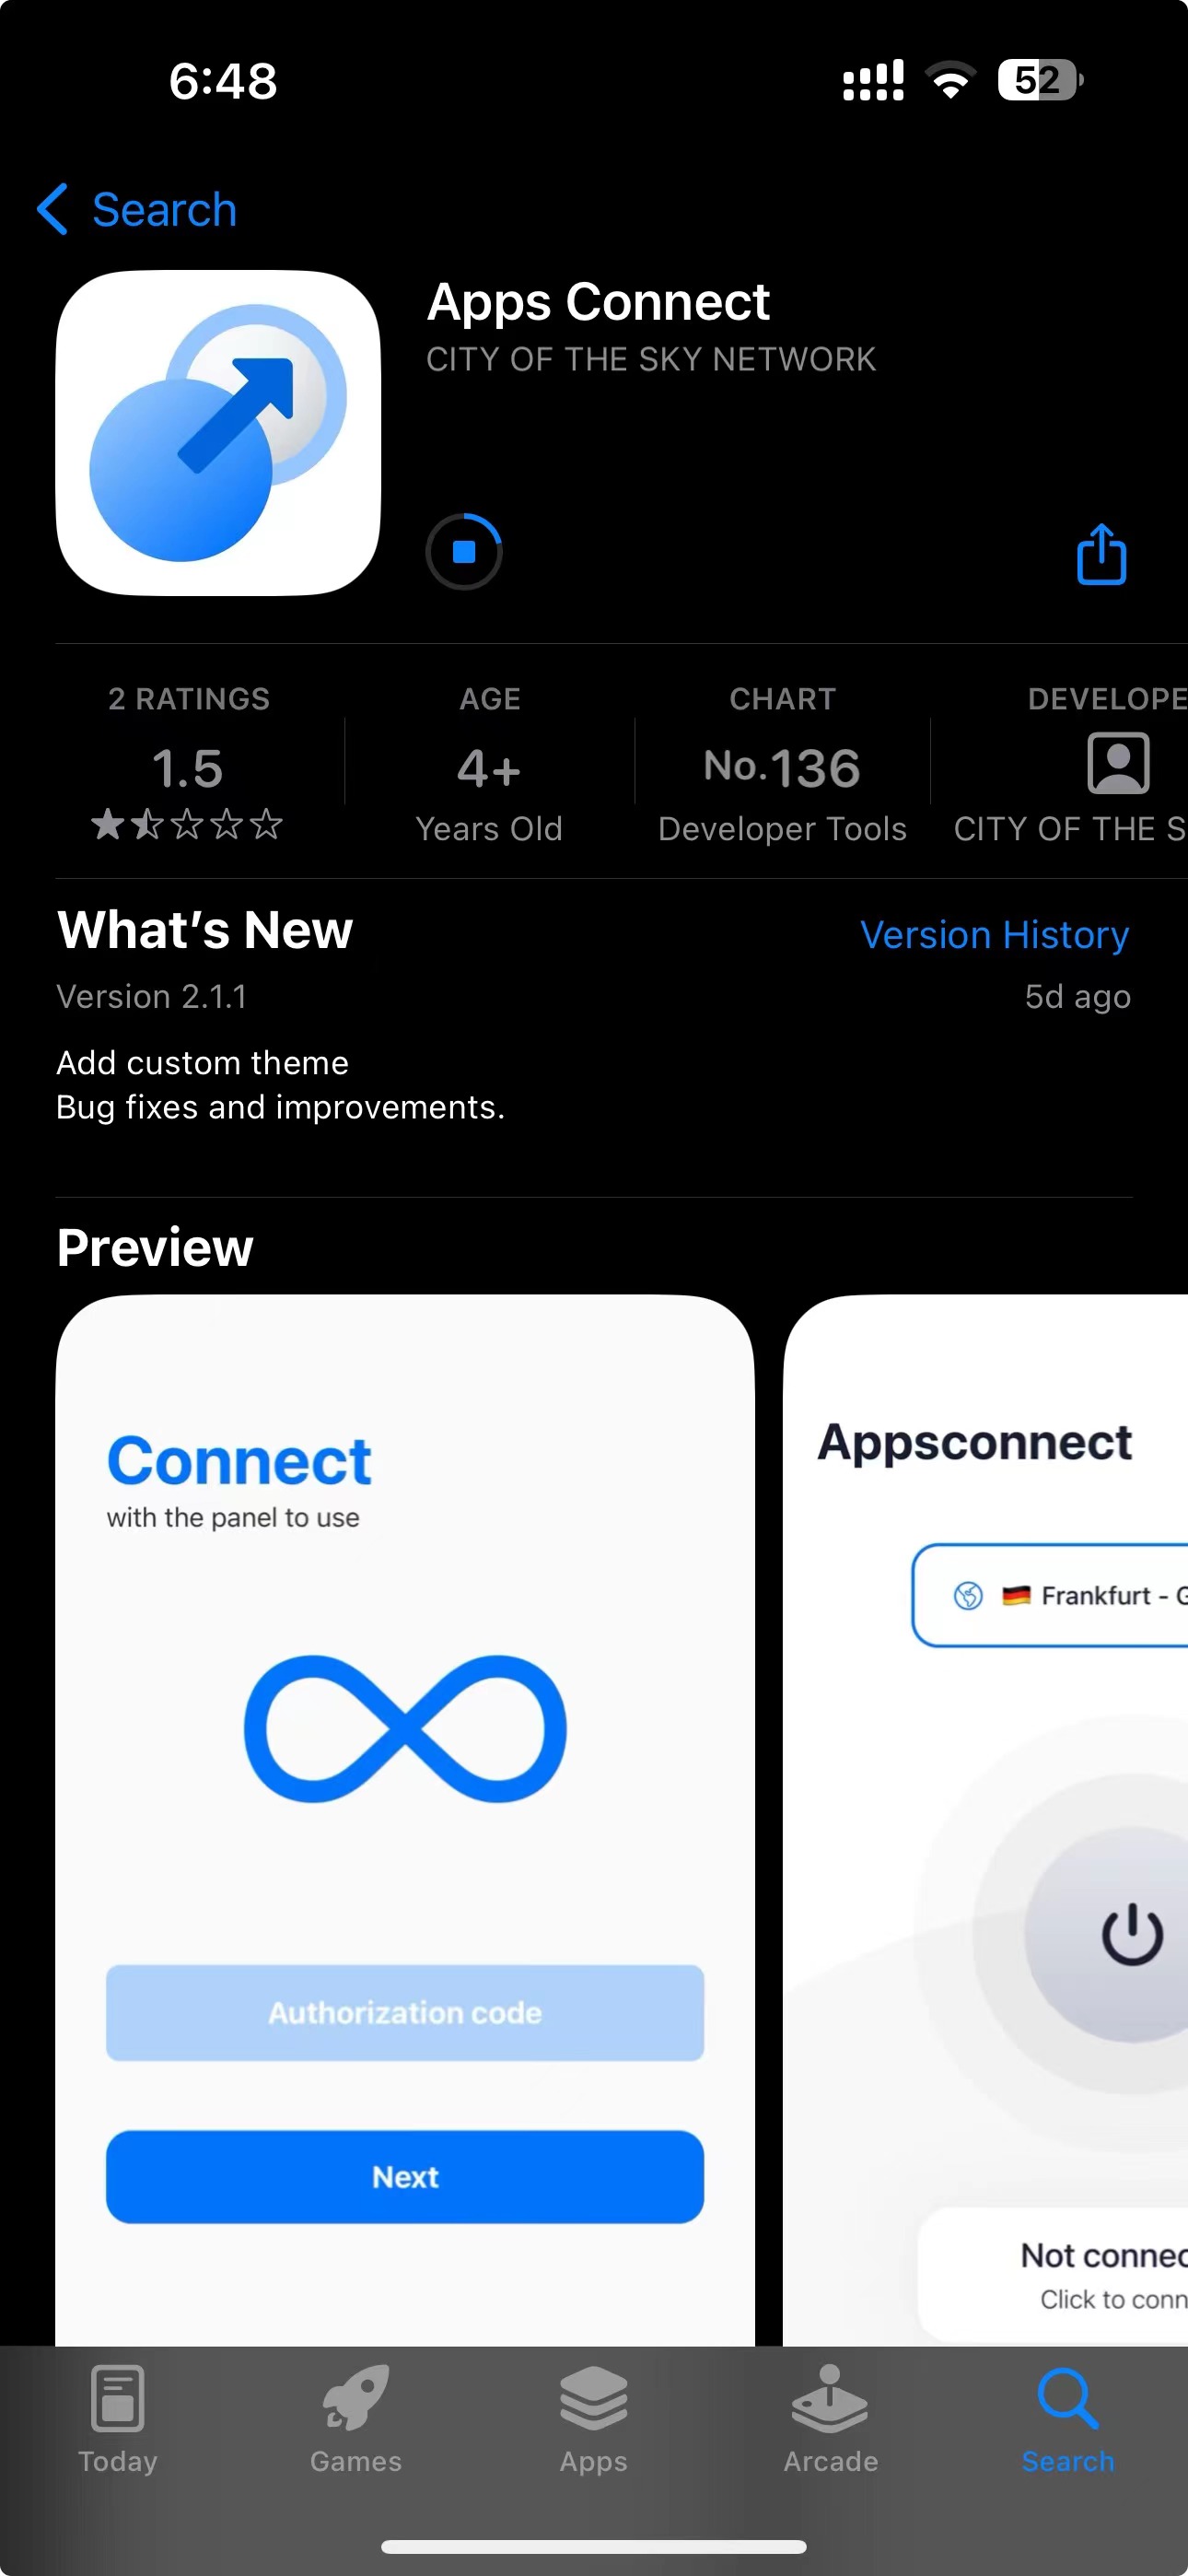 6:48
52
Search
Apps Connect
CITY OF THE SKY NETWORK
2 RATINGS
1.5
AGE
4+
Years Old
CHART
No.136
Developer Tools
DEVELOPE
CITY OF THE S
What's New
Version History
Version 2.1.1
5d ago
Add custom theme
Bug fixes and improvements.
Preview
Connect
with the panel to use
Authorization code
Next
Appsconnect
Frankfurt - G
Not connec
Click to conn
Today
Games
Apps
Arcade
Search